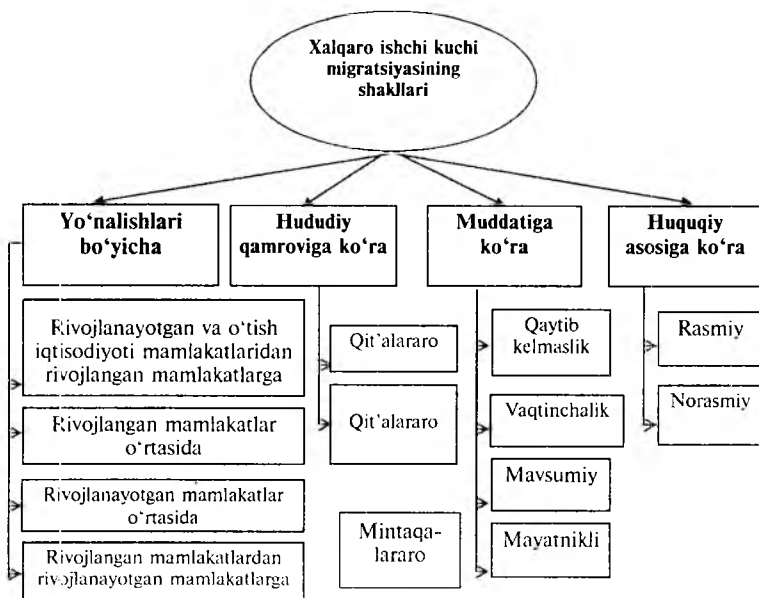 Xalqaro ishchi kuchi
migratsiyasining
shakllari
Yo‘nalishlari
bo‘yicha
Hududiy
qamroviga ko‘ra
Muddatiga
ko‘ra
Huquqiy
asosiga ko‘ra
Rivojlanayotgan va o‘tish
iqtisodiyoti mamlakatlaridan
rivojlangan mamlakatlarga
Rivojlangan mamlakatlar
o‘rtasida
Rivojlanayotgan mamlakatlar
o‘rtasida
Rivojlangan mamlakatlardan
rivojlanayotgan mamlakatlarga
Qit’alararo
Qit’alararo
Mintaqa-
lararo
Qaytib
kelmaslik
Vaqtinchalik
Mavsumiy
Mayatnikli
Rasmiy
Norasmiy